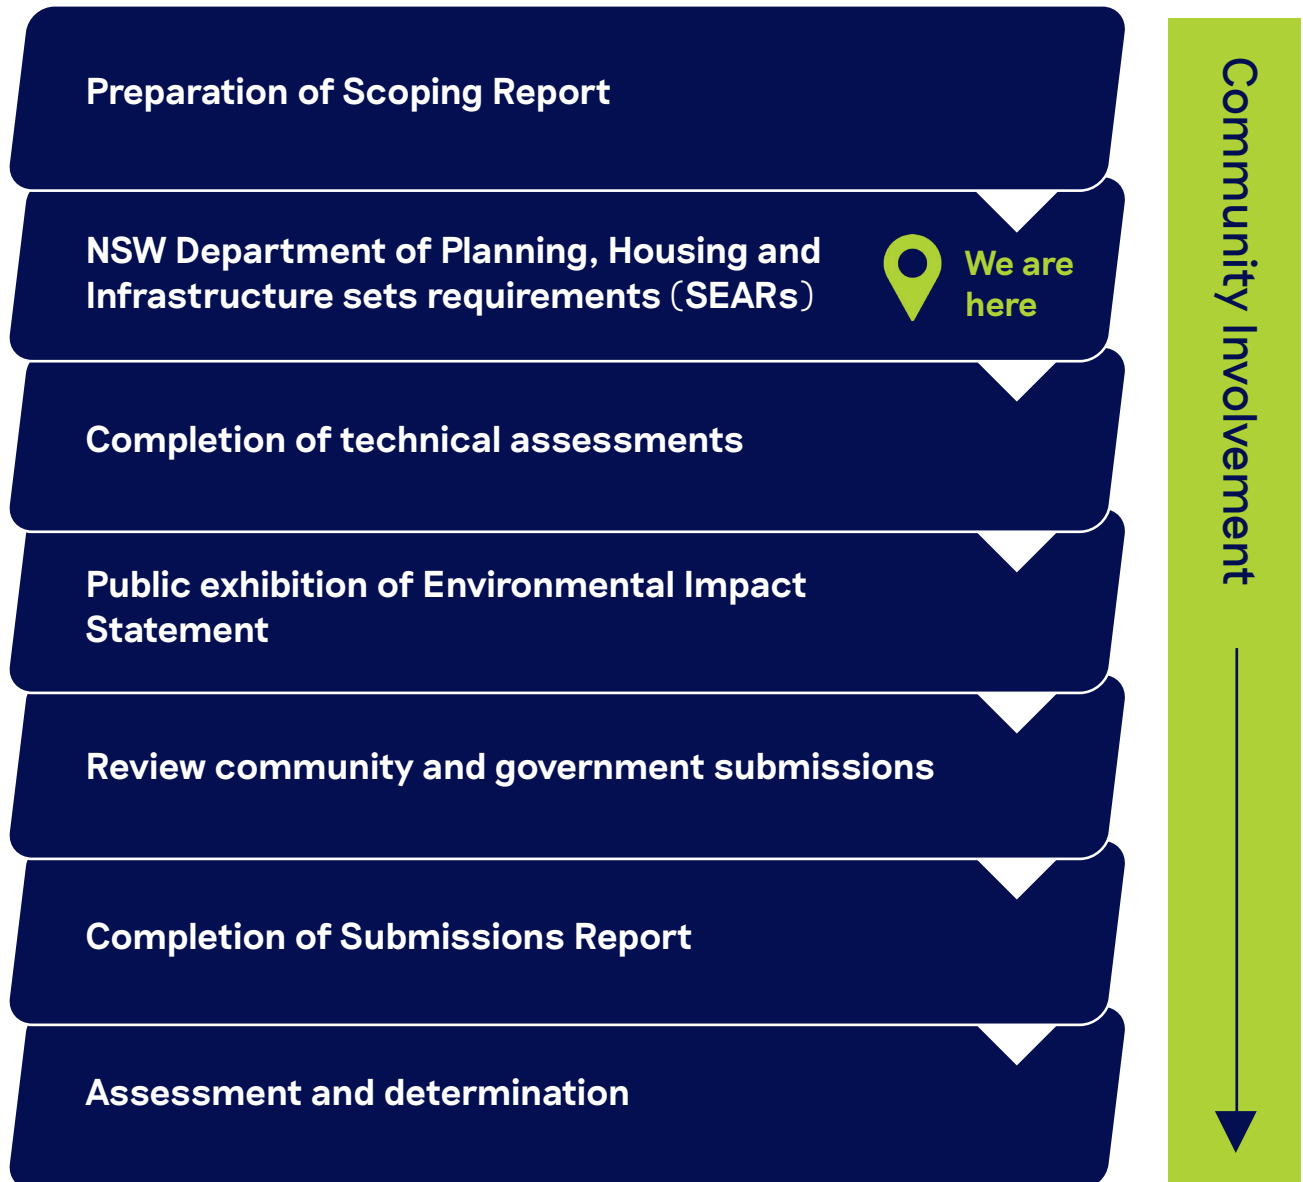 Preparation of Scoping Report
NSW Department of Planning, Housing and
Infrastructure sets requirements (SEARs)
We are
here
Completion of technical assessments
Public exhibition of Environmental Impact
Statement
Review community and government submissions
Completion of Submissions Report
Assessment and determination
Community Involvement